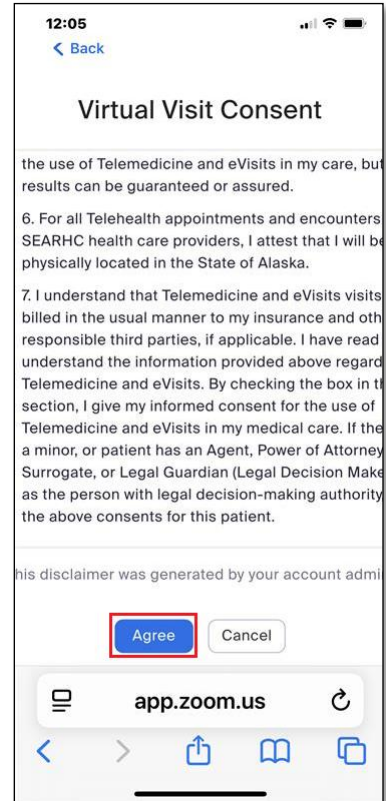 12:05
Back
Virtual Visit Consent
the use of Telemedicine and eVisits in my care, but
results can be guaranteed or assured.
6. For all Telehealth appointments and encounters
SEARHC health care providers, I attest that I will be
physically located in the State of Alaska.
7. I understand that Telemedicine and eVisits visits
billed in the usual manner to my insurance and oth
responsible third parties, if applicable. I have read
understand the information provided above regard
Telemedicine and eVisits. By checking the box in th
section, I give my informed consent for the use of
Telemedicine and eVisits in my medical care. If the
a minor, or patient has an Agent, Power of Attorney
Surrogate, or Legal Guardian (Legal Decision Make
as the person with legal decision-making authority
the above consents for this patient.
his disclaimer was generated by your account admi
Agree Cancel
app.zoom.us